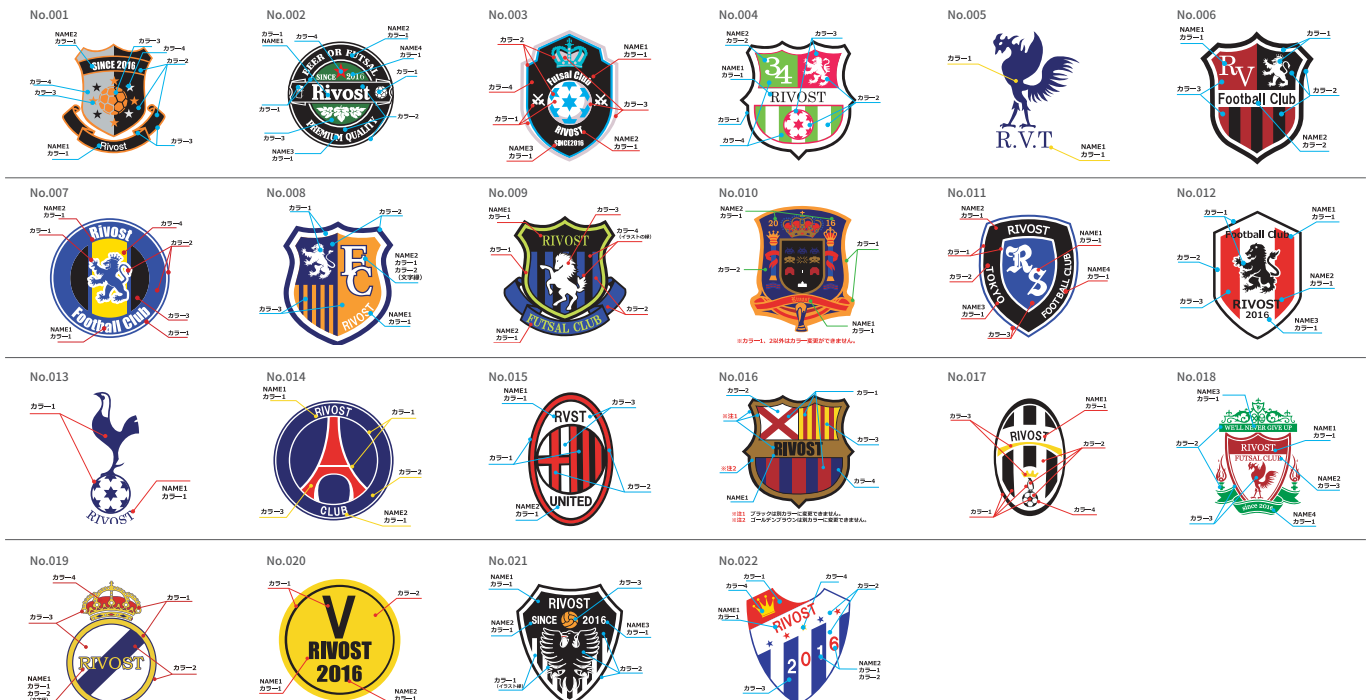 No.001
NAME2
カラー1
カラー3
カラー4
カラー2
カラー4
カラー3
SINCE 2016
Rivost
NAME1
カラー1
カラー3
No.002
カラー1
NAME1
カラー4
NAME2
カラー1
NAME4
カラー1
カラー1
BEER OR FUTSAL
SINCE 2016
Rivost
PREMIUM QUALITY
カラー1
カラー2
カラー3
NAME3
カラー1
No.003
カラー2
NAME1
カラー1
カラー4
Futsal Club
RIVOST
SINCE2016
カラー3
カラー1
NAME2
カラー1
NAME3
カラー1
No.004
NAME2
カラー2
カラー3
NAME1
カラー1
34
RIVOST
カラー2
カラー1
カラー4
No.005
カラー1
R.V.T
NAME1
カラー1
No.006
NAME1
カラー1
カラー1
カラー2
カラー3
RV
Football Club
NAME2
カラー2
No.007
NAME2
カラー1
カラー1
カラー4
カラー2
Rivost
Football Club
カラー3
NAME1
カラー1
カラー1
No.008
カラー1
カラー2
FC
RIVOST
NAME2
カラー1
カラー2
(文字縁)
カラー3
NAME1
カラー1
No.009
NAME1
カラー1
カラー3
カラー4
(イラストの縁)
カラー1
RIVOST
FUTSAL CLUB
カラー2
NAME2
カラー1
No.010
NAME2
カラー1
20 16
カラー1
カラー2
Rivost
NAME1
カラー1
※カラー1、2以外はカラー変更ができません。
No.011
NAME2
カラー1
NAME1
カラー1
カラー1
カラー2
RIVOST
TOKYO
RS
FOOTBALL CLUB
NAME4
カラー1
NAME3
カラー1
カラー3
No.012
カラー1
NAME1
カラー1
Football Club
カラー2
NAME2
カラー1
カラー3
RIVOST
2016
NAME3
カラー1
No.013
カラー1
RIVOST
NAME1
カラー1
No.014
NAME1
カラー1
カラー1
RIVOST
CLUB
カラー2
カラー3
NAME2
カラー1
No.015
NAME1
カラー1
カラー3
RVST
UNITED
カラー1
カラー2
NAME2
カラー1
No.016
カラー2
カラー1
※注1
RIVOST
カラー3
※注2
カラー4
NAME1
※注1 ブラックは別カラーに変更できません。
※注2 ゴールデンブラウンは別カラーに変更できません。
No.017
カラー3
NAME1
カラー1
RIVOST
カラー2
カラー1
カラー4
No.018
NAME3
カラー1
WE'LL NEVER GIVE UP
NAME1
カラー1
カラー2
RIVOST
FUTSAL CLUB
NAME2
カラー3
since 2016
カラー3
NAME4
カラー1
No.019
カラー4
カラー1
カラー3
RIVOST
カラー2
NAME1
カラー1
カラー2
No.020
カラー1
カラー2
V
RIVOST
2016
NAME1
カラー1
NAME2
カラー1
No.021
NAME1
カラー1
カラー3
RIVOST
SINCE 2016
NAME2
カラー1
NAME3
カラー1
カラー2
カラー1
(イラスト縁)
No.022
カラー1
カラー4
カラー4
カラー2
NAME1
カラー1
RIVOST
2016
NAME2
カラー1
カラー2
カラー3